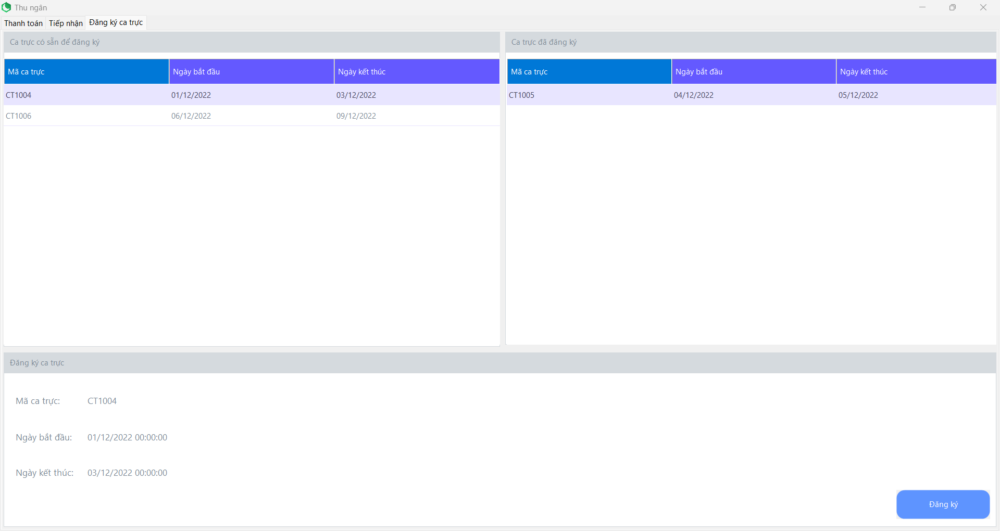 Thu ngân
Thanh toán Tiếp nhận Đăng ký ca trực
Ca trực có sẵn để đăng ký
Mã ca trực Ngày bắt đầu Ngày kết thúc
CT1004 01/12/2022 03/12/2022
CT1006 06/12/2022 09/12/2022
Ca trực đã đăng ký
Mã ca trực Ngày bắt đầu Ngày kết thúc
CT1005 04/12/2022 05/12/2022
Đăng ký ca trực
Mã ca trực: CT1004
Ngày bắt đầu: 01/12/2022 00:00:00
Ngày kết thúc: 03/12/2022 00:00:00
Đăng ký